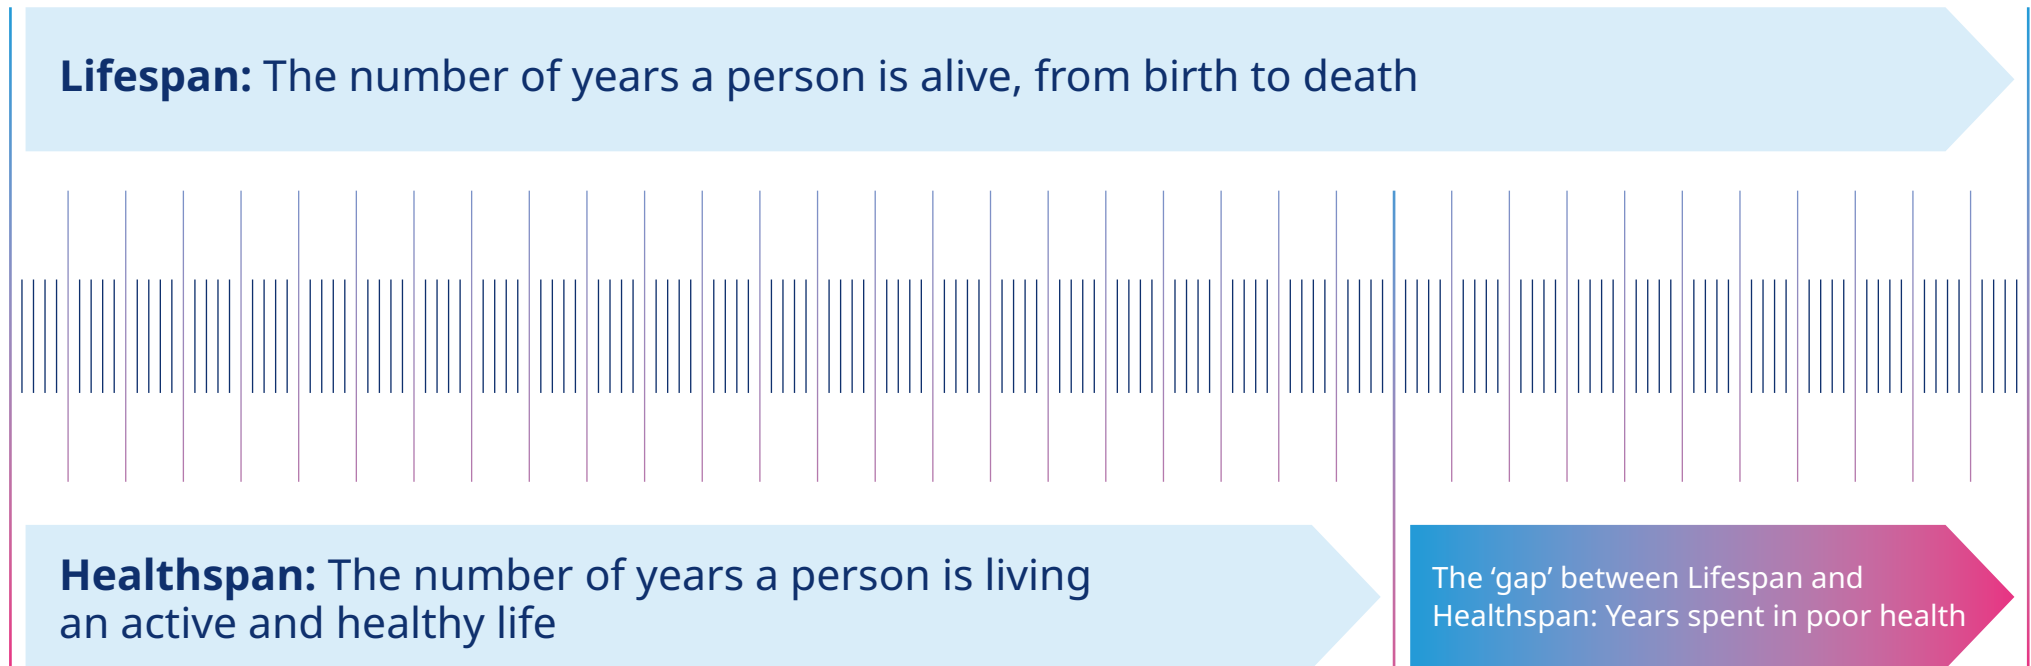 Lifespan: The number of years a person is alive, from birth to death
Healthspan: The number of years a person is living
an active and healthy life
The ‘gap’ between Lifespan and
Healthspan: Years spent in poor health